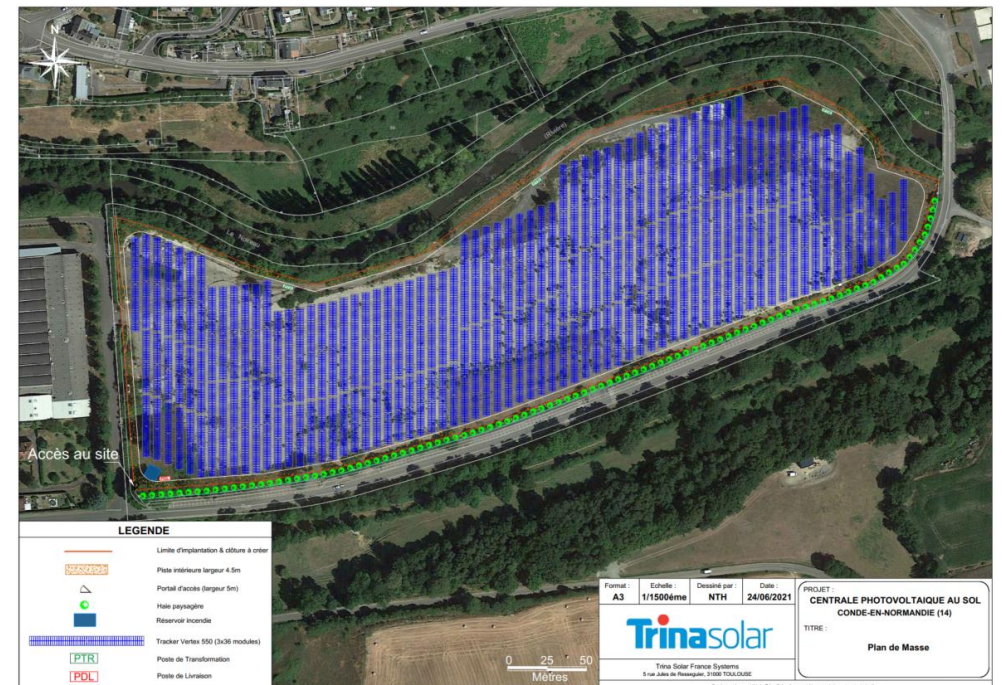 N
Le Noireau
Accès au site
LEGENDE
Limite d'implantation & clôture à créer
Piste intérieure largeur 4.5m
Portail d'accès (largeur 5m)
Haie paysagère
Réservoir incendie
Tracker Vertex 550 (3x36 modules)
PTR
Poste de Transformation
PDL
Poste de Livraison
0 25 50
Mètres
Format :
A3
Echelle :
1/1500éme
Dessiné par :
NTH
Date :
24/06/2021
Trinasolar
Trina Solar France Systems
5 rue Jules de Resseguier, 31000 TOULOUSE
PROJET :
CENTRALE PHOTOVOLTAIQUE AU SOL
CONDE-EN-NORMANDIE (14)
TITRE :
Plan de Masse